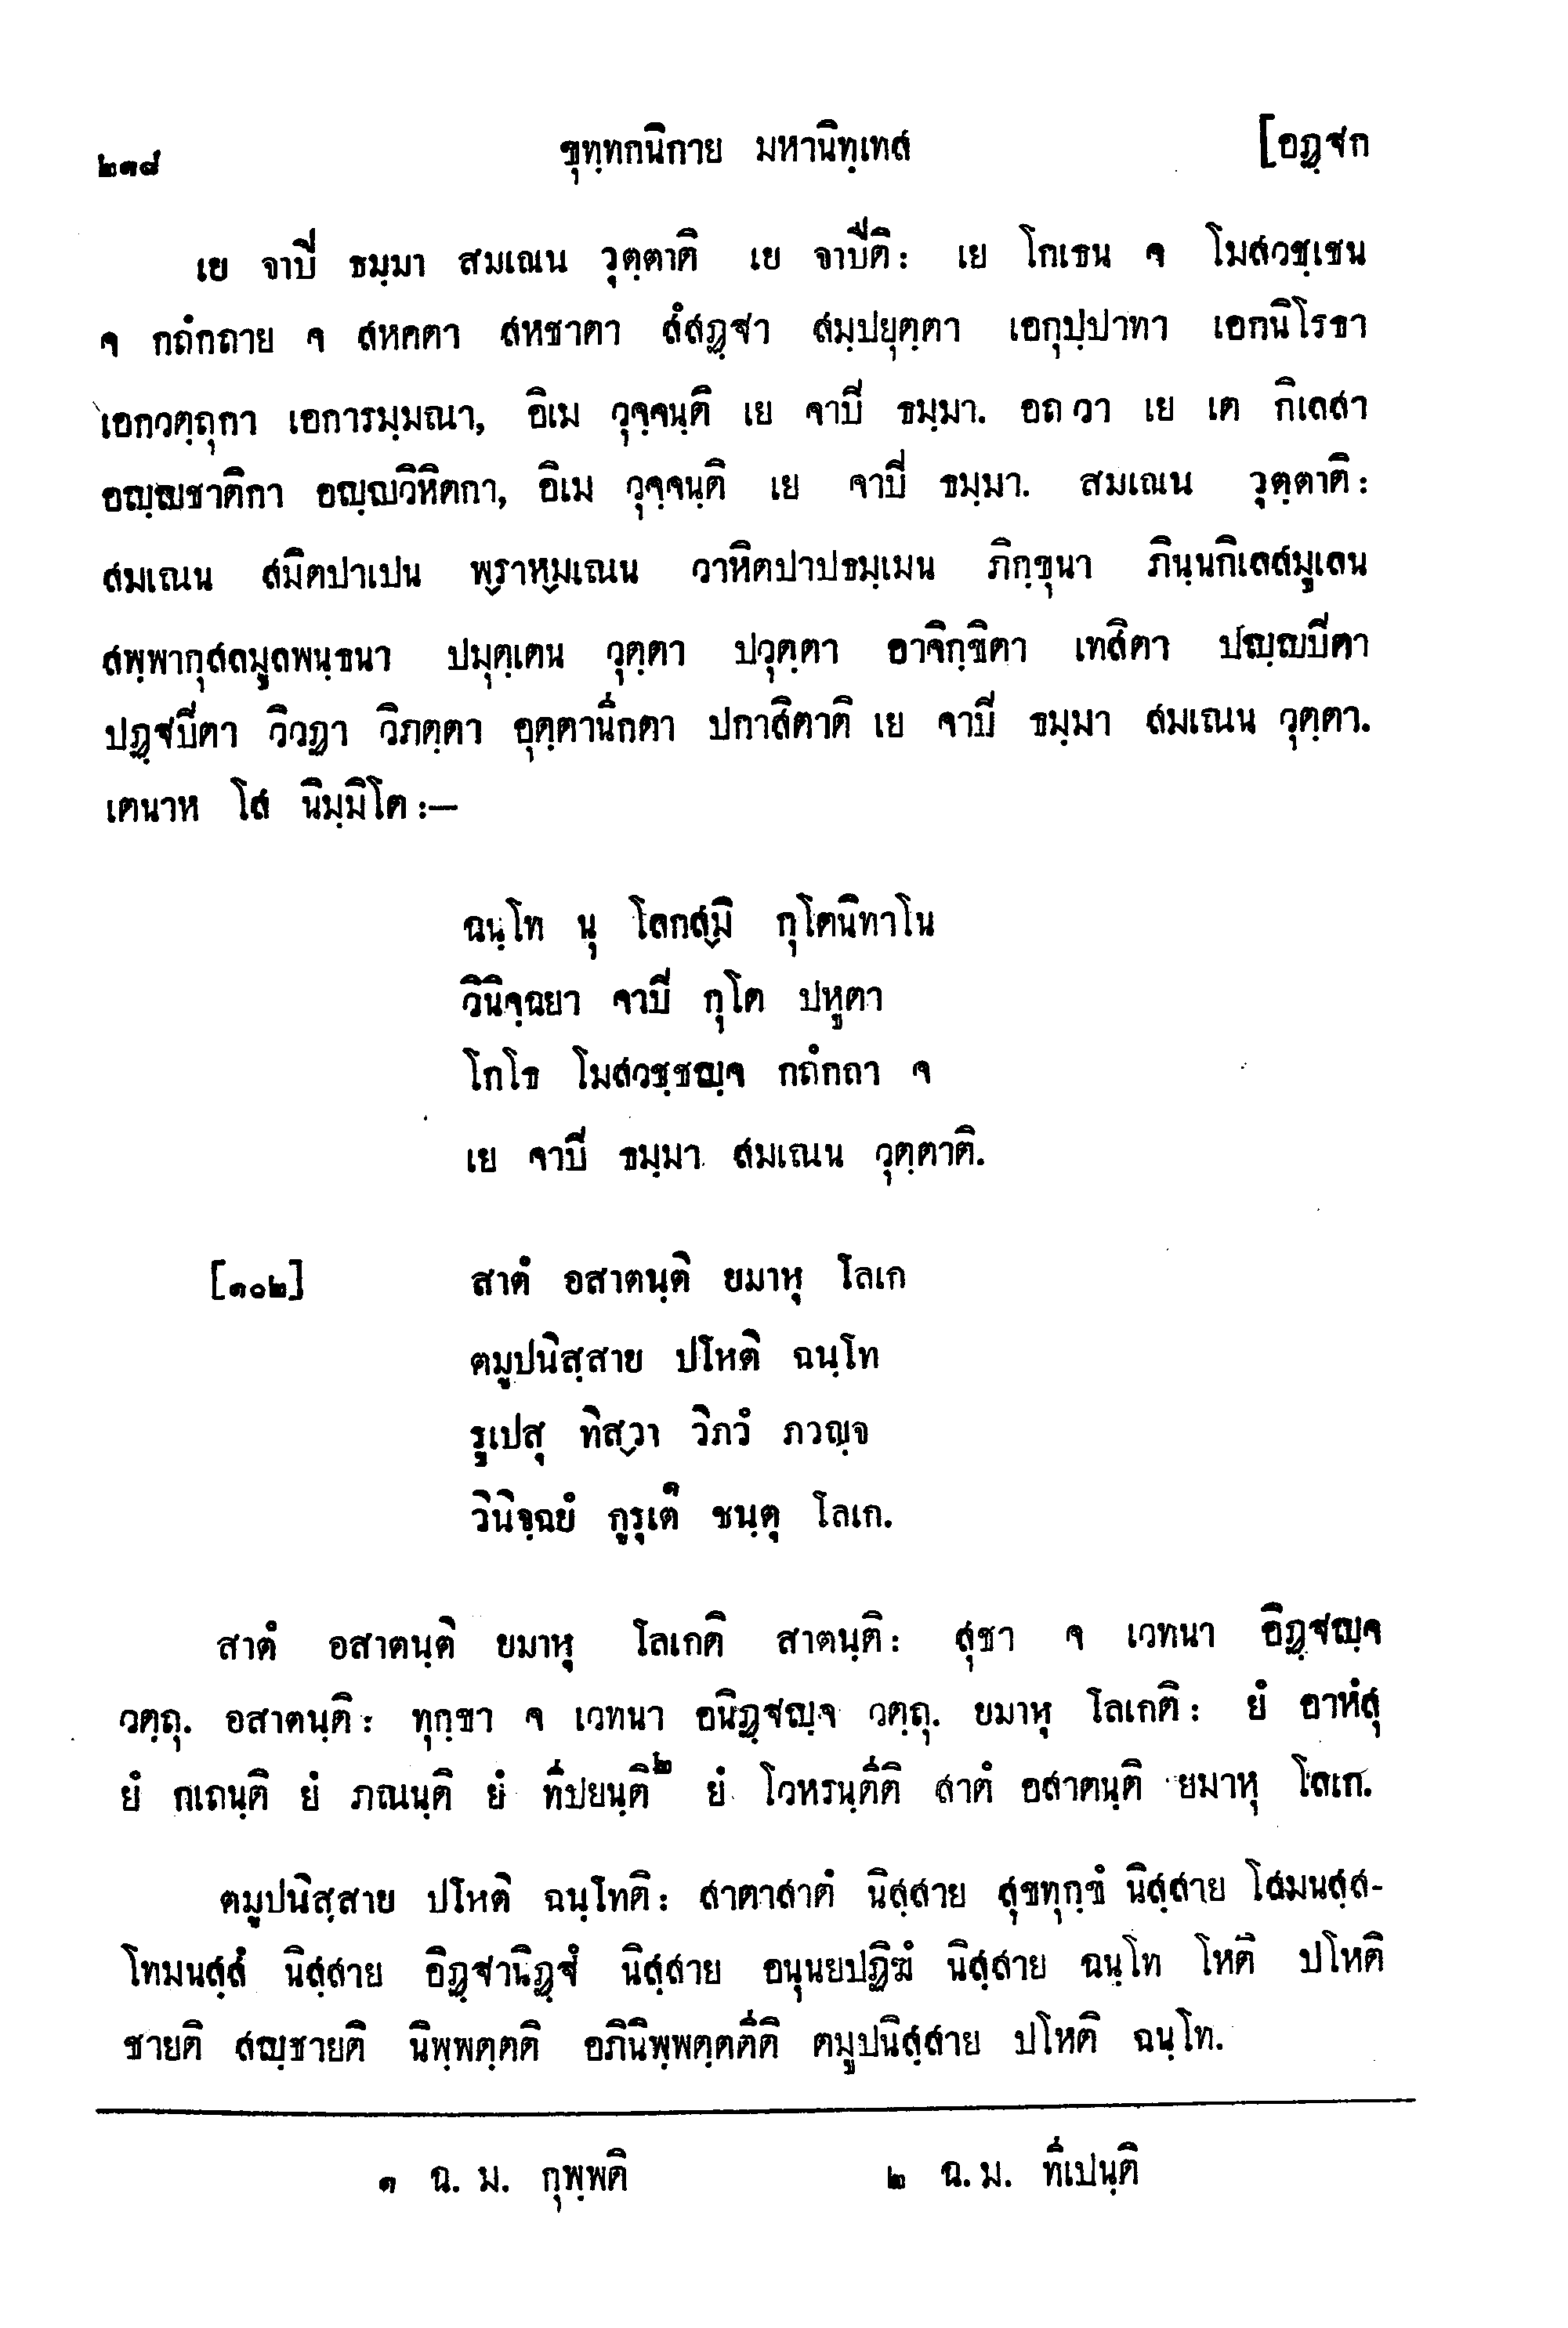 ๒๓๘ ขุทฺทกนิกาย มหานิทฺเทส [อฏฺฐก
เย จาปิ ธมฺมา สมเณน วุตฺตาติ เย จาปีติ: เย โกเธน จ โมสวชฺเชน
จ กถํกถาย จ สหคตา สหชาตา สํสฏฺฐา สมฺปยุตฺตา เอกุปฺปาทา เอกนิโรธา
เอกวตฺถุกา เอการมฺมณา, อิเม วุจฺจนฺติ เย จาปิ ธมฺมา. อถ วา เย เต กิเลสา
อญฺญชาติกา อญฺญวิหิตกา, อิเม วุจฺจนฺติ เย จาปิ ธมฺมา. สมเณน วุตฺตาติ:
สมเณน สมิตปาเปน พฺราหฺมเณน วาหิตปาปธมฺเมน ภิกฺขุนา ภินฺนกิเลสมูเลน
สพฺพากุสลมูลพนฺธนา ปมุตฺเตน วุตฺตา ปวุตฺตา อาจิกฺขิตา เทสิตา ปญฺญปิตา
ปฏฺฐปิตา วิวฏา วิภตฺตา อุตฺตานีกตา ปกาสิตาติ เย จาปิ ธมฺมา สมเณน วุตฺตา.
เตนาห โส นิมฺมิโต:—
ฉนฺโท นุ โลกสฺมิ กุโตนิทาโน
วินิจฺฉยา จาปิ กุโต ปหูตา
โกโธ โมสวชฺชญฺจ กถํกถา จ
เย จาปิ ธมฺมา สมเณน วุตฺตาติ.
[๑๐๒] สาตํ อสาตนฺติ ยมาหุ โลเก
ตมูปนิสฺสาย ปโหติ ฉนฺโท
รูเปสุ ทิสฺวา วิภวํ ภวญฺจ
วินิจฺฉยํ กูรุเต๑ ชนฺตุ โลเก.
สาตํ อสาตนฺติ ยมาหุ โลเกติ สาตนฺติ: สุขา จ เวทนา อิฏฺฐญฺจ
วตฺถุ. อสาตนฺติ: ทุกฺขา จ เวทนา อนิฏฺฐญฺจ วตฺถุ. ยมาหุ โลเกติ: ยํ อาหํสุ
ยํ กเถนฺติ ยํ ภณนฺติ ยํ ทีปยนฺติ๒ ยํ โวหรนฺตีติ สาตํ อสาตนฺติ ยมาหุ โลเก.
ตมูปนิสฺสาย ปโหติ ฉนฺโทติ: สาตาสาตํ นิสฺสาย สุขทุกฺขํ นิสฺสาย โสมนสฺส-
โทมนสฺสํ นิสฺสาย อิฏฺฐานิฏฺฐํ นิสฺสาย อนุนยปฏิฆํ นิสฺสาย ฉนฺโท โหติ ปโหติ
ชายติ สญฺชายติ นิพฺพตฺตติ อภินิพฺพตฺตตีติ ตมูปนิสฺสาย ปโหติ ฉนฺโท.
๑ ฉ. ม. กุพฺพติ ๒ ฉ. ม. ทีเปนฺติ